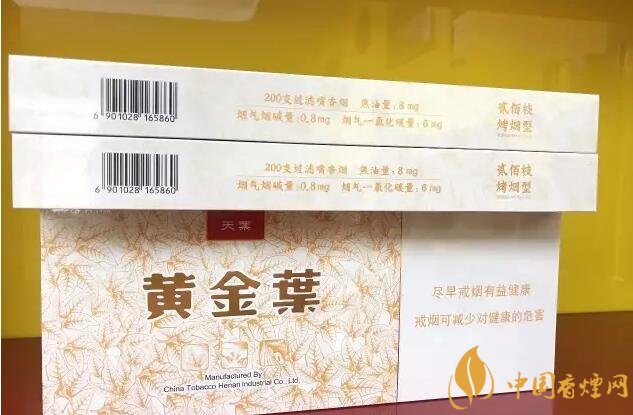 200支过滤嘴香烟 焦油量:8mg
烟气烟碱量:0.8mg 烟气一氧化碳量:6mg
贰佰枝
烤烟型
6 901028 165860
200支过滤嘴香烟 焦油量:8mg
烟气烟碱量:0.8mg 烟气一氧化碳量:6mg
贰佰枝
烤烟型
6 901028 165860
天葉
黄金葉
Manufactured By
China Tobacco Henan Industrial Co., Ltd.
尽早戒烟有益健康
戒烟可减少对健康的危害
中国香煙网